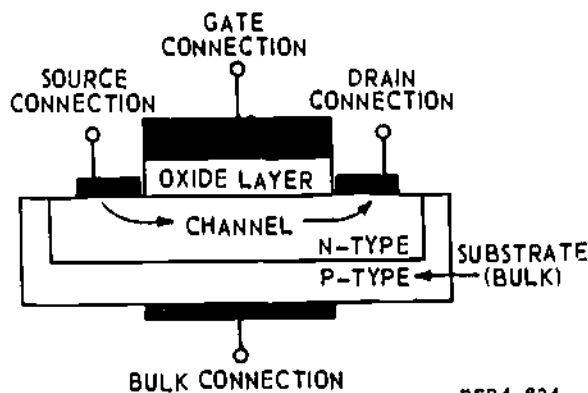 GATE
CONNECTION
SOURCE
CONNECTION
DRAIN
CONNECTION
OXIDE LAYER
CHANNEL
N-TYPE
P-TYPE
SUBSTRATE
(BULK)
BULK CONNECTION